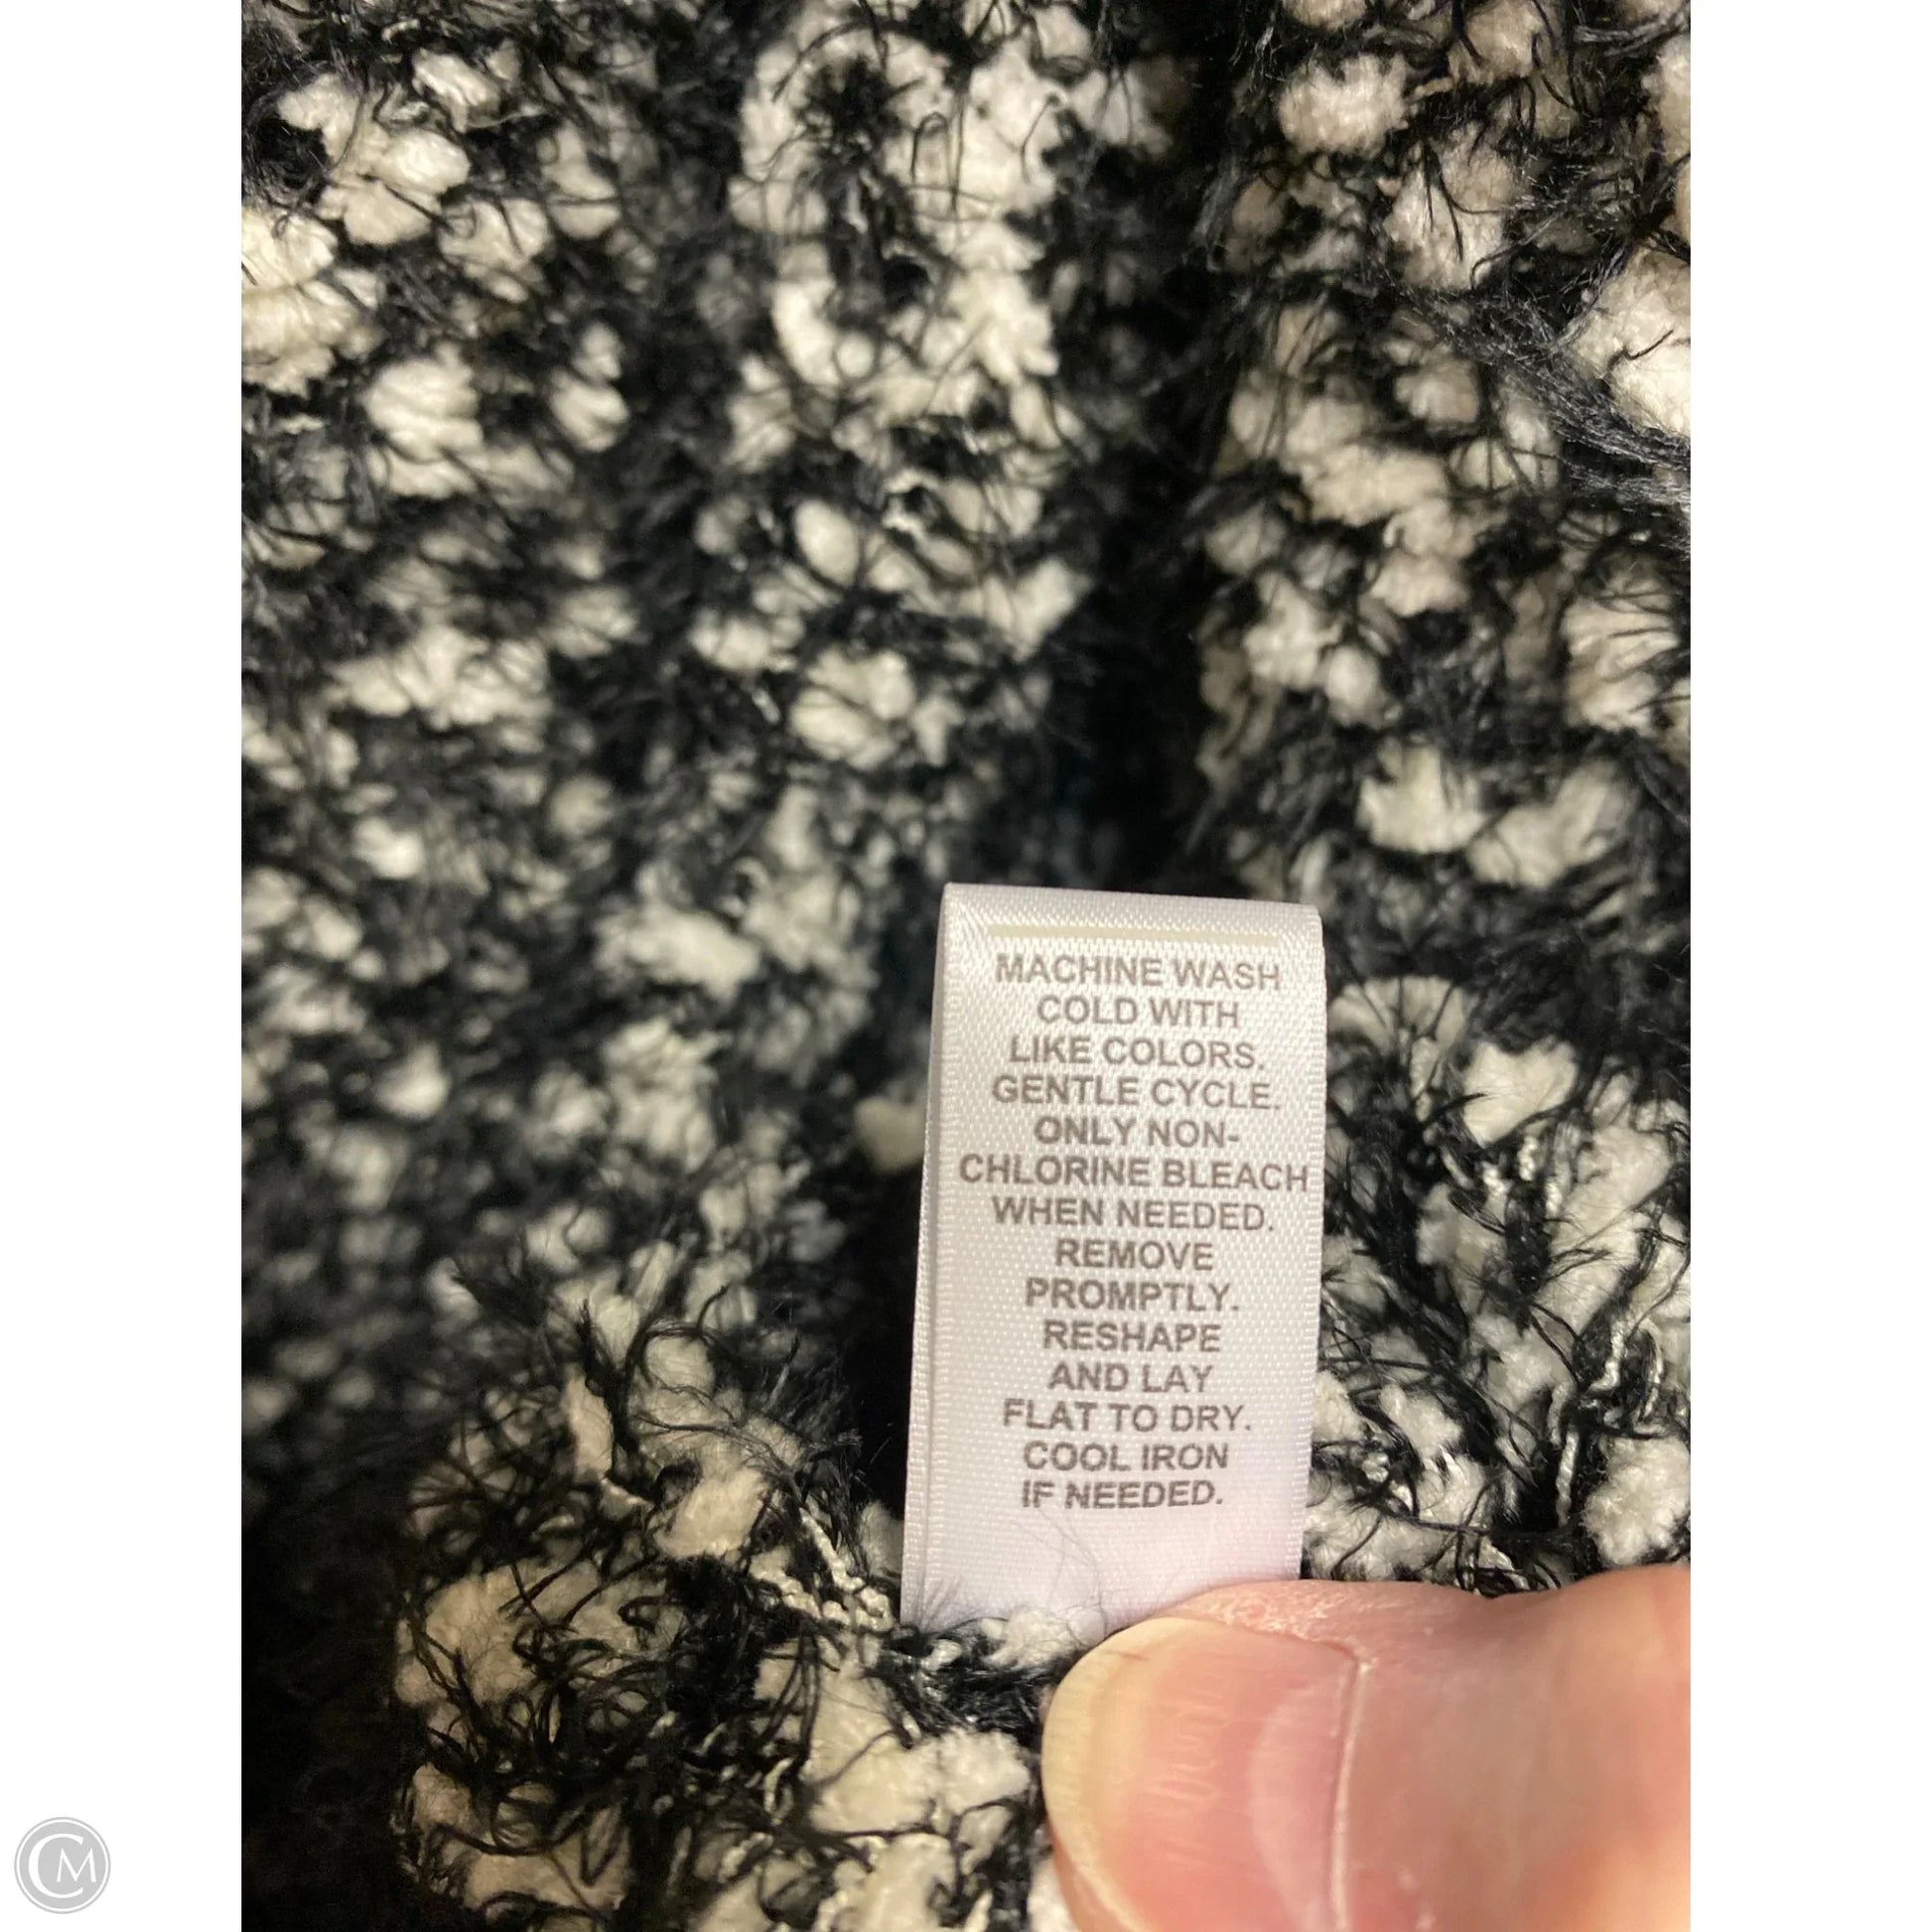 MACHINE WASH
COLD WITH
LIKE COLORS.
GENTLE CYCLE.
ONLY NON-
CHLORINE BLEACH
WHEN NEEDED.
REMOVE
PROMPTLY.
RESHAPE
AND LAY
FLAT TO DRY.
COOL IRON
IF NEEDED.
CM